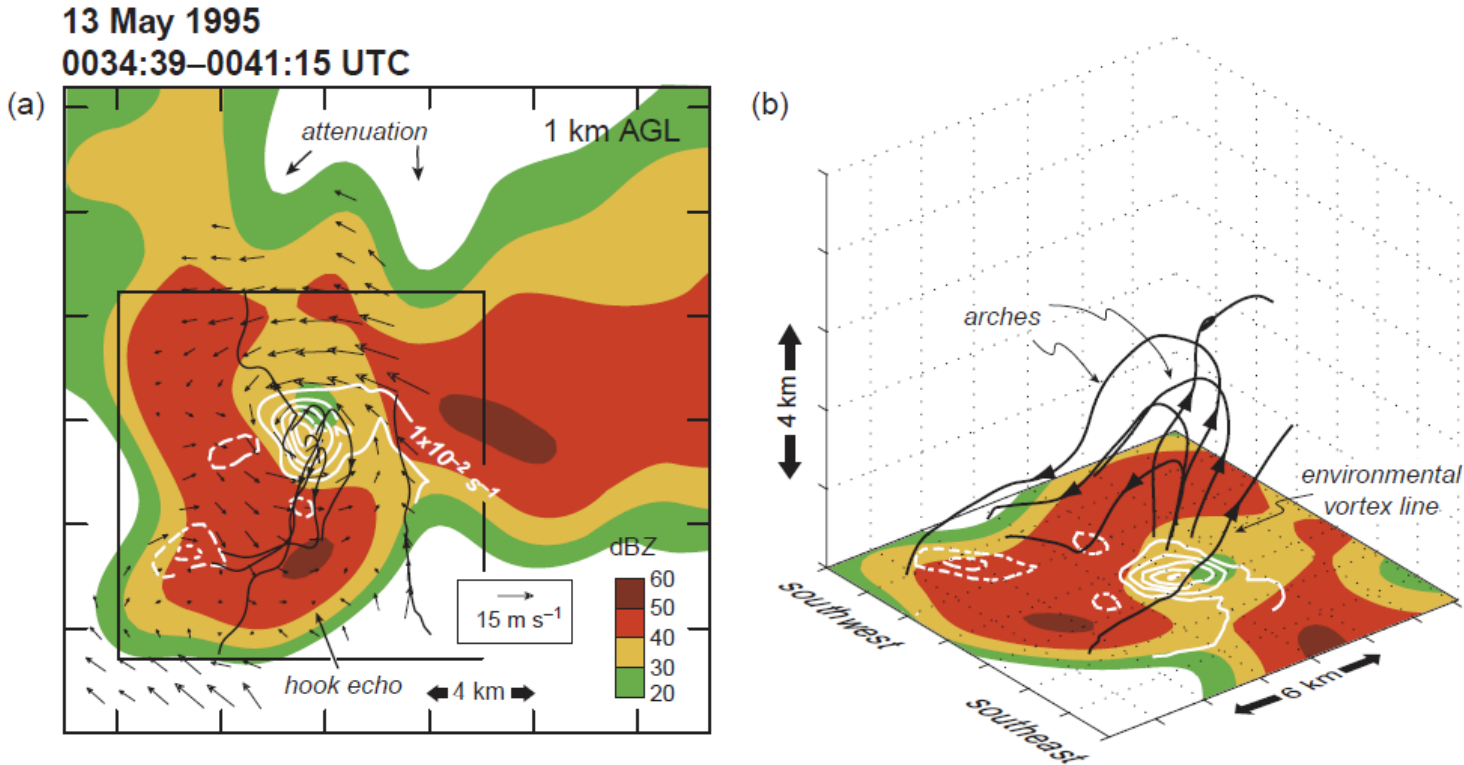 13 May 1995
0034:39–0041:15 UTC
(a)
attenuation
1 km AGL
1x10⁻² s⁻¹
dBZ
60
50
40
30
20
15 m s⁻¹
hook echo
4 km
(b)
arches
4 km
environmental
vortex line
southwest
southeast
6 km